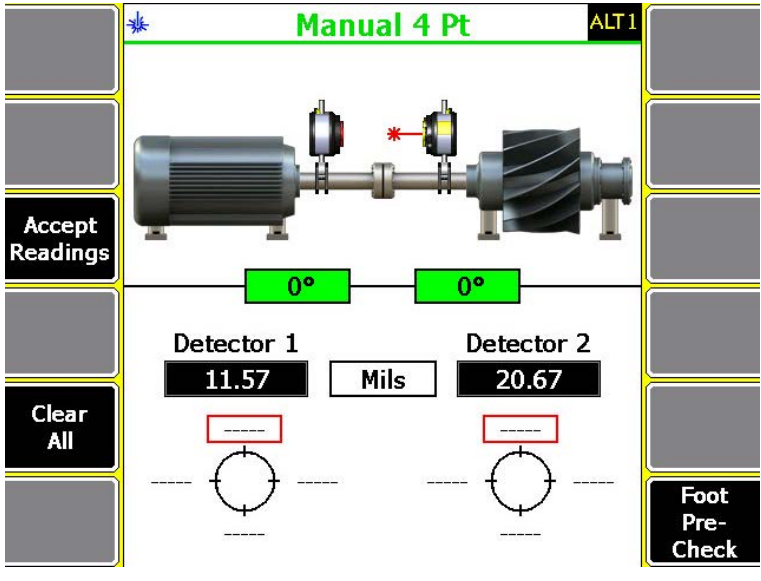 Manual 4 Pt
ALT1
Accept
Readings
0°
0°
Detector 1
Detector 2
11.57
Mils
20.67
Clear
All
-----
-----
-----
-----
-----
-----
-----
-----
Foot
Pre-
Check